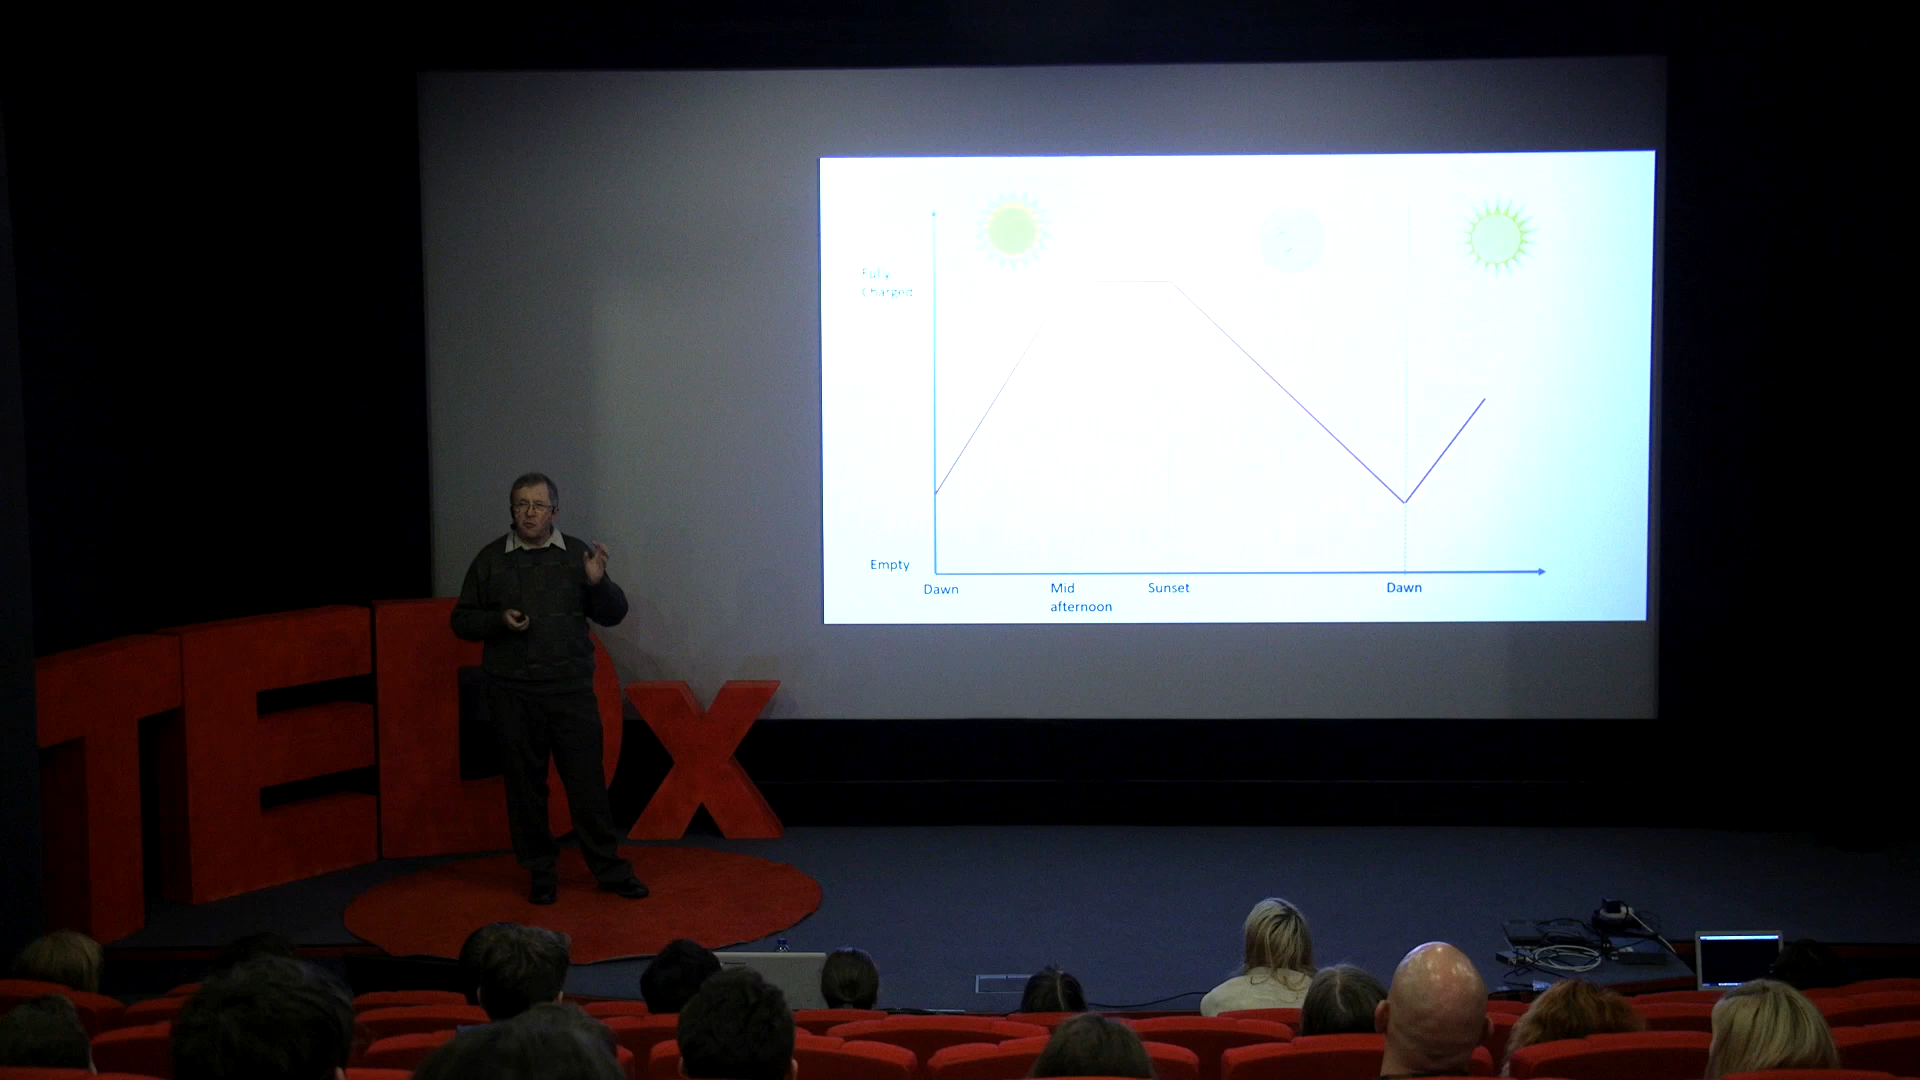 Fully
Charged
Empty
Dawn
Mid
afternoon
Sunset
Dawn
TEDx